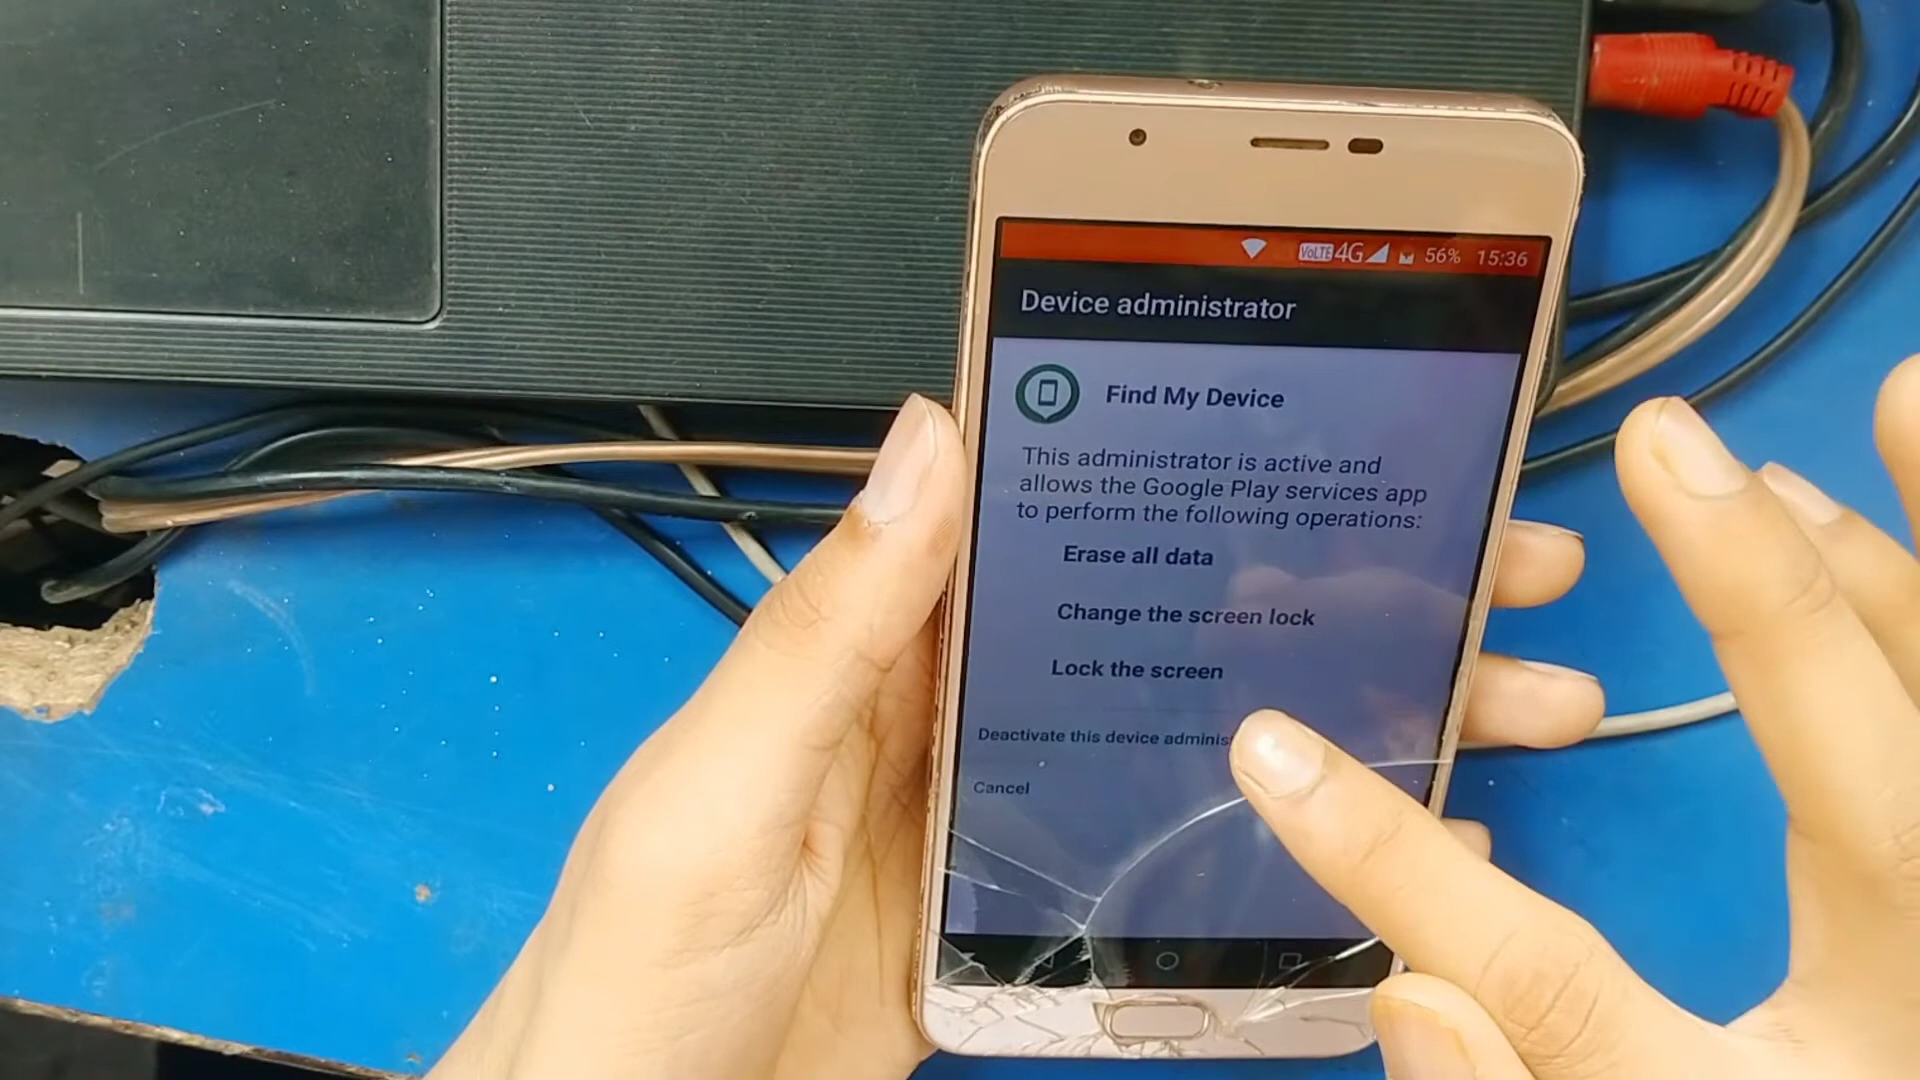 VoLTE 4G 56% 15:36
Device administrator
Find My Device
This administrator is active and
allows the Google Play services app
to perform the following operations:
Erase all data
Change the screen lock
Lock the screen
Deactivate this device adminis
Cancel